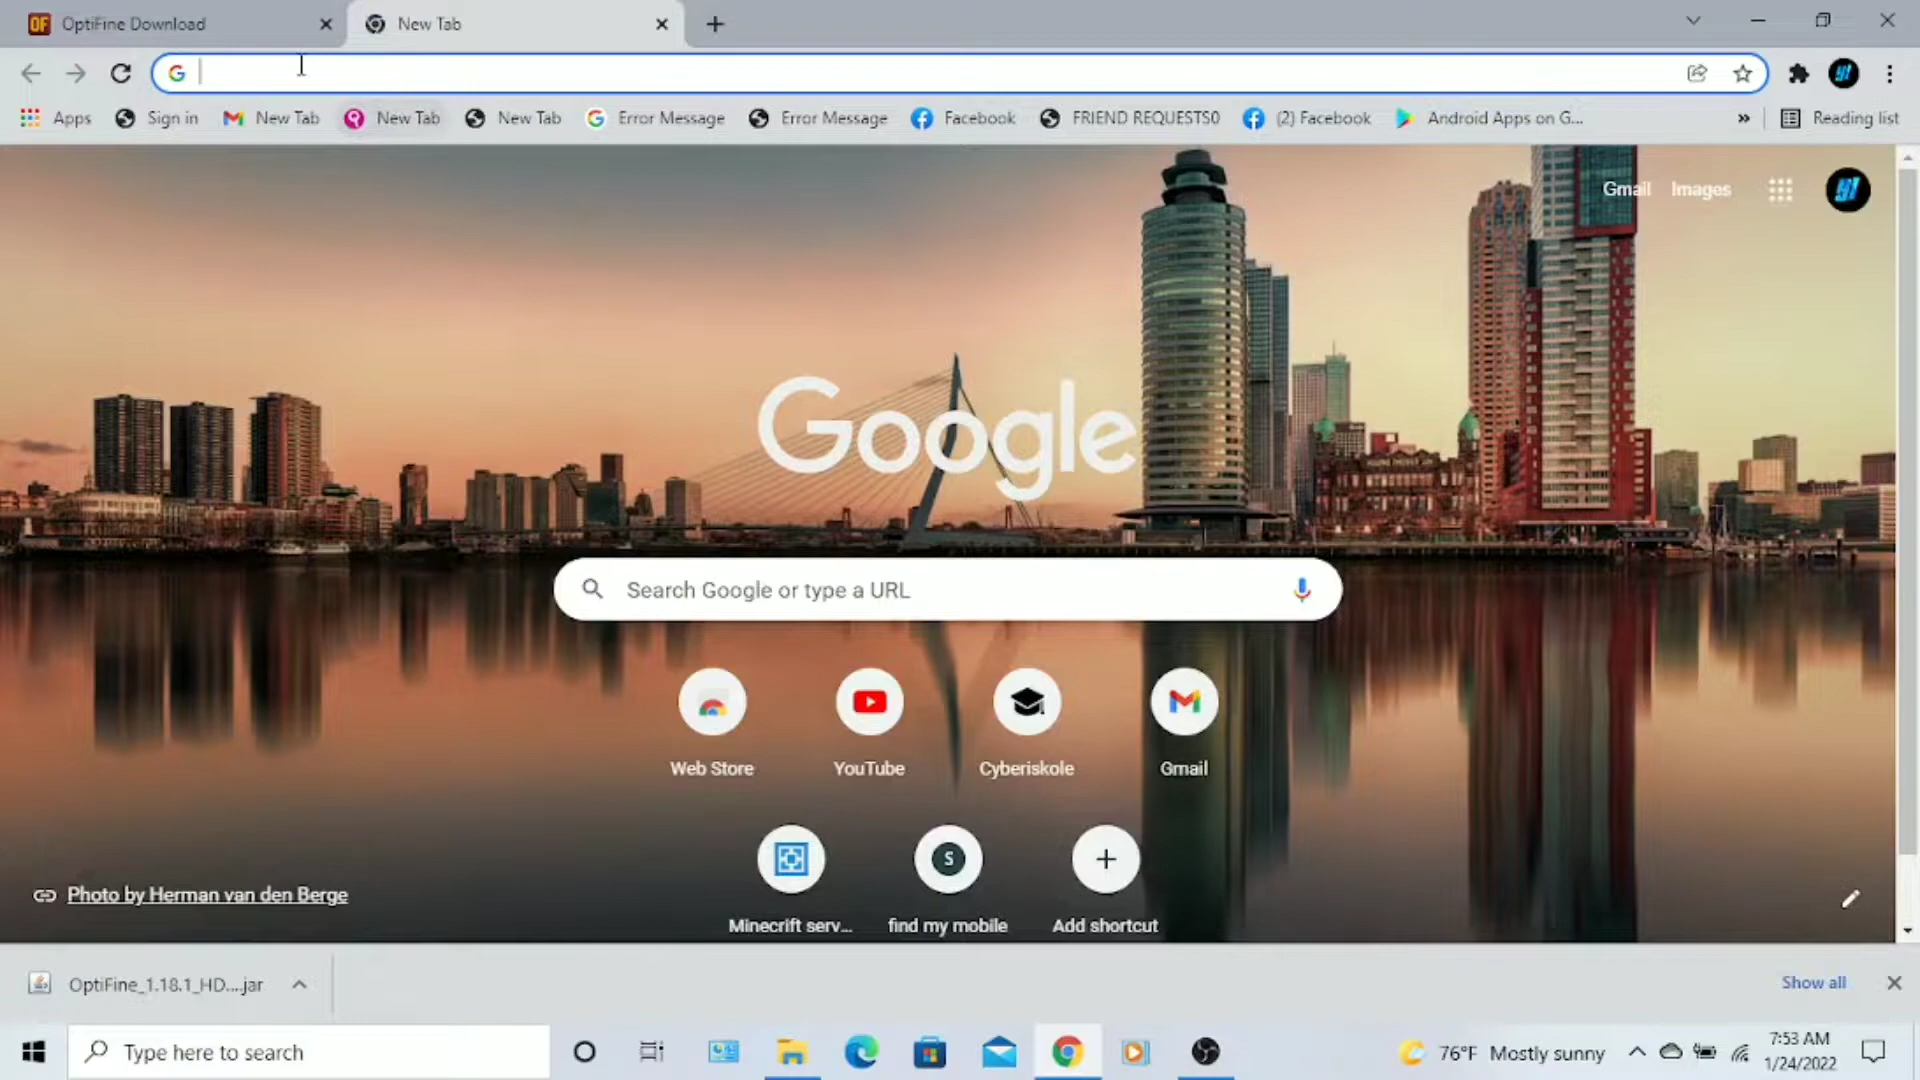 OptiFine Download
New Tab
Apps
Sign in
New Tab
New Tab
New Tab
Error Message
Error Message
Facebook
FRIEND REQUESTS0
(2) Facebook
Android Apps on G...
»
Reading list
Gmail
Images
Google
Search Google or type a URL
Web Store
YouTube
Cyberiskole
Gmail
S
Minecrift serv...
find my mobile
Add shortcut
Photo by Herman van den Berge
OptiFine_1.18.1_HD....jar
Show all
Type here to search
76°F Mostly sunny
7:53 AM
1/24/2022